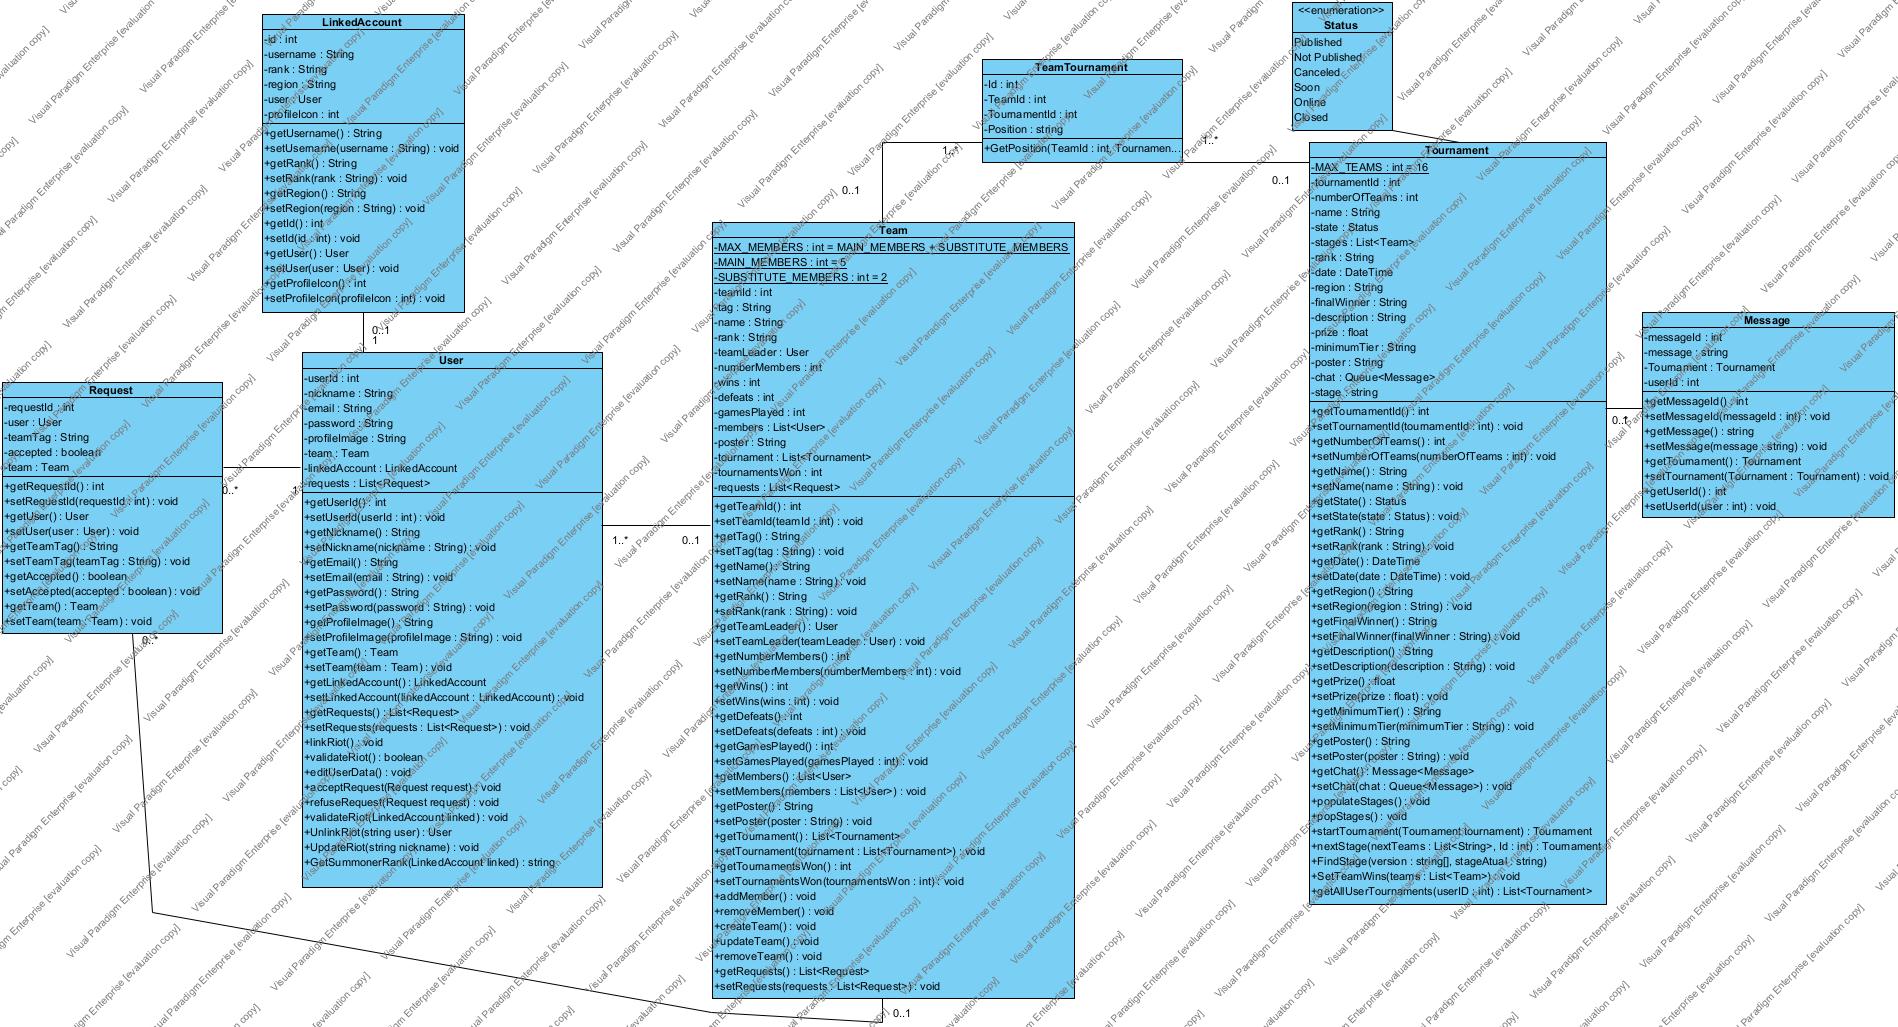 LinkedAccount
-id : int
-username : String
-rank : String
-region : String
-user : User
-profileIcon : int
+getUsername() : String
+setUsername(username : String) : void
+getRank() : String
+setRank(rank : String) : void
+getRegion() : String
+setRegion(region : String) : void
+getId() : int
+setId(id : int) : void
+getUser() : User
+setUser(user : User) : void
+getProfileIcon() : int
+setProfileIcon(profileIcon : int) : void
0..1
1
Request
-requestId : int
-user : User
-teamTag : String
-accepted : boolean
-team : Team
+getRequestId() : int
+setRequestId(requestId : int) : void
+getUser() : User
+setUser(user : User) : void
+getTeamTag() : String
+setTeamTag(teamTag : String) : void
+getAccepted() : boolean
+setAccepted(accepted : boolean) : void
+getTeam() : Team
+setTeam(team : Team) : void
0..*
1
0..*
User
-userId : int
-nickname : String
-email : String
-password : String
-profileImage : String
-team : Team
-linkedAccount : LinkedAccount
-requests : List<Request>
+getUserId() : int
+setUserId(userId : int) : void
+getNickname() : String
+setNickname(nickname : String) : void
+getEmail() : String
+setEmail(email : String) : void
+getPassword() : String
+setPassword(password : String) : void
+getProfileImage() : String
+setProfileImage(profileImage : String) : void
+getTeam() : Team
+setTeam(team : Team) : void
+getLinkedAccount() : LinkedAccount
+setLinkedAccount(linkedAccount : LinkedAccount) : void
+getRequests() : List<Request>
+setRequests(requests : List<Request>) : void
+linkRiot() : void
+validateRiot() : boolean
+editUserData() : void
+acceptRequest(Request request) : void
+refuseRequest(Request request) : void
+validateRiot(LinkedAccount linked) : void
+UnlinkRiot(string user) : User
+UpdateRiot(string nickname) : void
+GetSummonerRank(LinkedAccount linked) : string
1..*
0..1
Team
-MAX_MEMBERS : int = MAIN_MEMBERS + SUBSTITUTE_MEMBERS
-MAIN_MEMBERS : int = 5
-SUBSTITUTE_MEMBERS : int = 2
-teamId : int
-tag : String
-name : String
-rank : String
-teamLeader : User
-numberMembers : int
-wins : int
-defeats : int
-gamesPlayed : int
-members : List<User>
-poster : String
-tournament : List<Tournament>
-tournamentsWon : int
-requests : List<Request>
+getTeamId() : int
+setTeamId(teamId : int) : void
+getTag() : String
+setTag(tag : String) : void
+getName() : String
+setName(name : String) : void
+getRank() : String
+setRank(rank : String) : void
+getTeamLeader() : User
+setTeamLeader(teamLeader : User) : void
+getNumberMembers() : int
+setNumberMembers(numberMembers : int) : void
+getWins() : int
+setWins(wins : int) : void
+getDefeats() : int
+setDefeats(defeats : int) : void
+getGamesPlayed() : int
+setGamesPlayed(gamesPlayed : int) : void
+getMembers() : List<User>
+setMembers(members : List<User>) : void
+getPoster() : String
+setPoster(poster : String) : void
+getTournament() : List<Tournament>
+setTournament(tournament : List<Tournament>) : void
+getTournamentsWon() : int
+setTournamentsWon(tournamentsWon : int) : void
+addMember() : void
+removeMember() : void
+createTeam() : void
+updateTeam() : void
+removeTeam() : void
+getRequests() : List<Request>
+setRequests(requests : List<Request>) : void
0..1
0..1
1..*
TeamTournament
-Id : int
-TeamId : int
-TournamentId : int
-Position : string
+GetPosition(TeamId : int, Tournamen...
1..*
0..1
<<enumeration>>
Status
Published
Not Published
Canceled
Soon
Online
Closed
Tournament
-MAX_TEAMS : int = 16
-tournamentId : int
-numberOfTeams : int
-name : String
-state : Status
-stages : List<Team>
-rank : String
-date : DateTime
-region : String
-finalWinner : String
-description : String
-prize : float
-minimumTier : String
-poster : String
-chat : Queue<Message>
-stage : string
+getTournamentId() : int
+setTournamentId(tournamentId : int) : void
+getNumberOfTeams() : int
+setNumberOfTeams(numberOfTeams : int) : void
+getName() : String
+setName(name : String) : void
+getState() : Status
+setState(state : Status) : void
+getRank() : String
+setRank(rank : String) : void
+getDate() : DateTime
+setDate(date : DateTime) : void
+getRegion() : String
+setRegion(region : String) : void
+getFinalWinner() : String
+setFinalWinner(finalWinner : String) : void
+getDescription() : String
+setDescription(description : String) : void
+getPrize() : float
+setPrize(prize : float) : void
+getMinimumTier() : String
+setMinimumTier(minimumTier : String) : void
+getPoster() : String
+setPoster(poster : String) : void
+getChat() : Message<Message>
+setChat(chat : Queue<Message>) : void
+populateStages() : void
+popStages() : void
+startTournament(Tournament tournament) : Tournament
+nextStage(nextTeams : List<String>, Id : int) : Tournament
+FindStage(version : string[], stageAtual : string)
+SetTeamWins(teams : List<Team>) : void
+getAllUserTournaments(userID : int) : List<Tournament>
Message
-messageId : int
-message : string
-Tournament : Tournament
-userId : int
+getMessageId() : int
+setMessageId(messageId : int) : void
+getMessage() : string
+setMessage(message : string) : void
+getTournament() : Tournament
+setTournament(Tournament : Tournament) : void
+getUserId() : int
+setUserId(user : int) : void
Visual Paradigm Enterprise [evaluation copy]